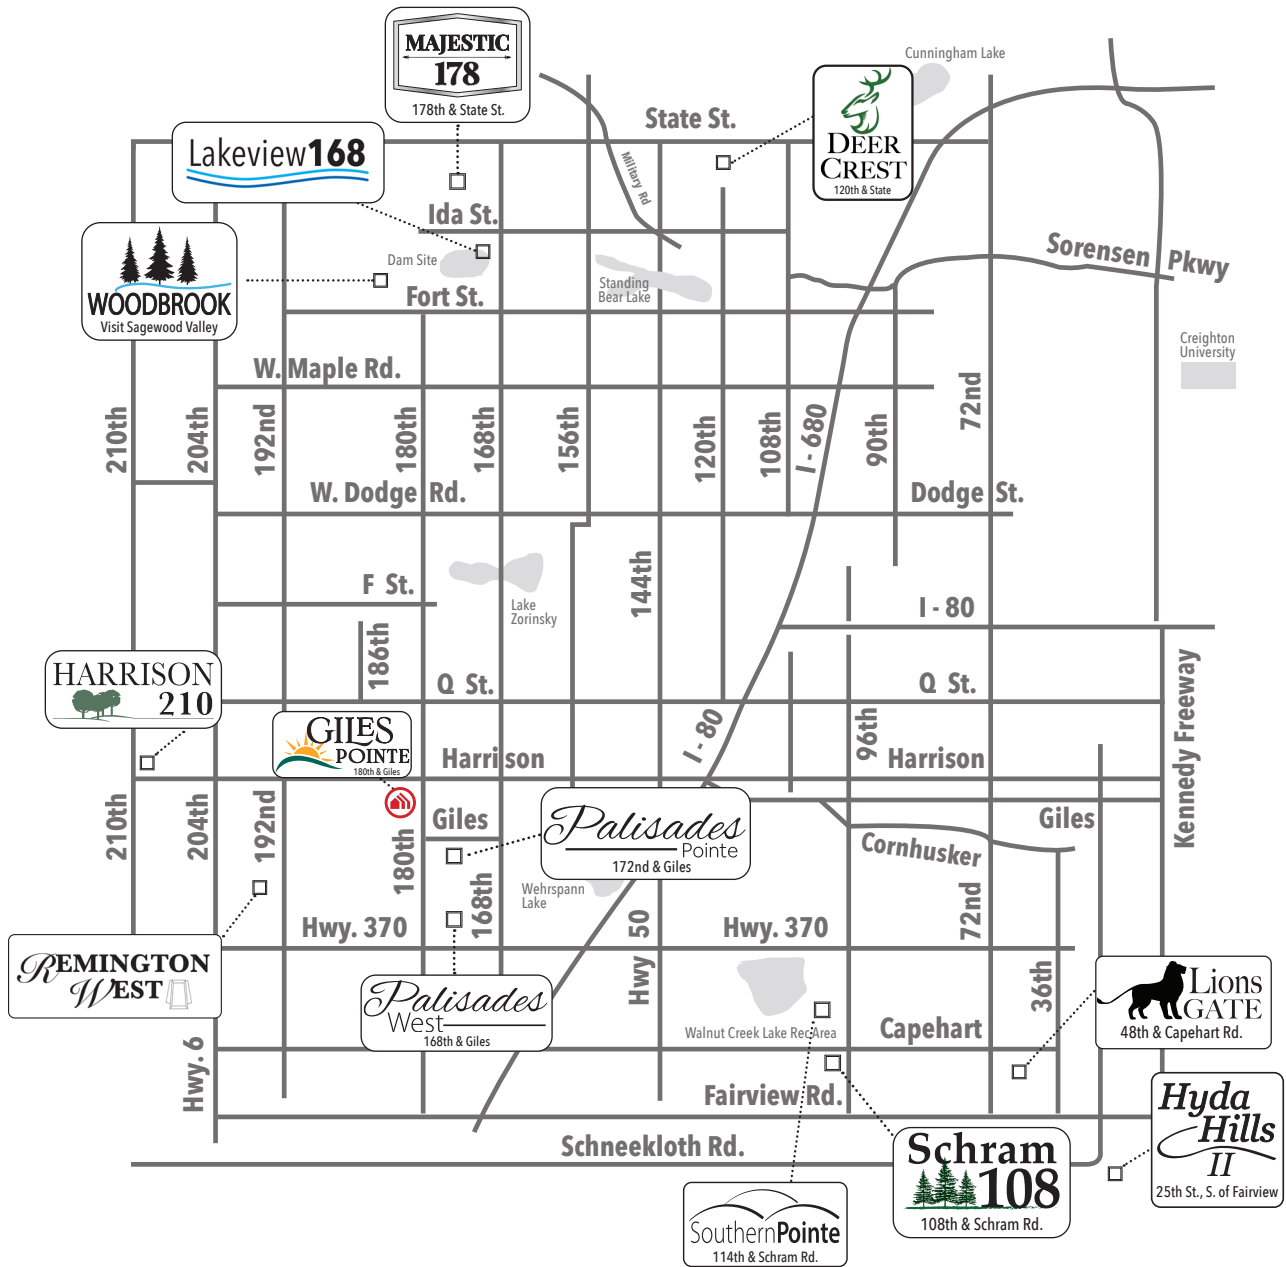 MAJESTIC
178
178th & State St.
Cunningham Lake
State St.
DEER
CREST
120th & State
Lakeview168
Military Rd
Ida St.
WOODBROOK
Visit Sagewood Valley
Dam Site
Standing
Bear Lake
Sorensen Pkwy
Fort St.
Creighton
University
W. Maple Rd.
210th
204th
192nd
180th
168th
156th
120th
108th
I - 680
90th
72nd
W. Dodge Rd.
Dodge St.
F St.
Lake
Zorinsky
144th
I - 80
186th
Q St.
Q St.
HARRISON
210
GILES
POINTE
180th & Giles
Harrison
I - 80
96th
Harrison
Kennedy Freeway
210th
204th
192nd
180th
Giles
Palisades
Pointe
172nd & Giles
Giles
Cornhusker
168th
Wehrspann
Lake
Hwy 50
72nd
Hwy. 370
Hwy. 370
REMINGTON
WEST
Palisades
West
168th & Giles
36th
Lions
GATE
48th & Capehart Rd.
Walnut Creek Lake Rec Area
Capehart
Hwy. 6
Fairview Rd.
Hyda
Hills
II
25th St., S. of Fairview
Schneekloth Rd.
Schram
108
108th & Schram Rd.
SouthernPointe
114th & Schram Rd.